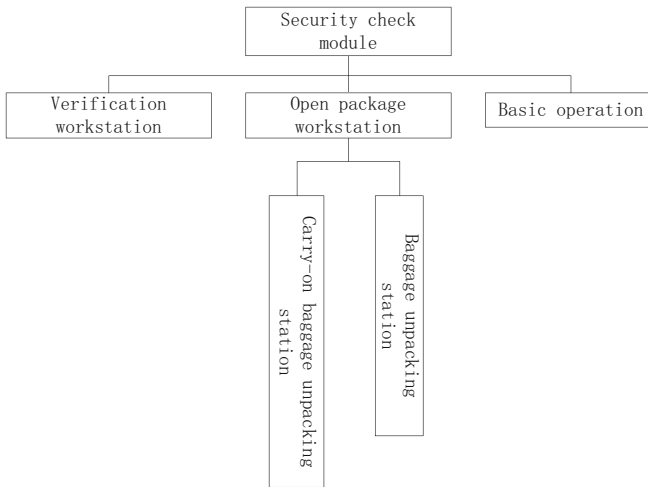 Security check
module
Verification
workstation
Open package
workstation
Basic operation
Carry-on baggage unpacking
station
Baggage unpacking
station